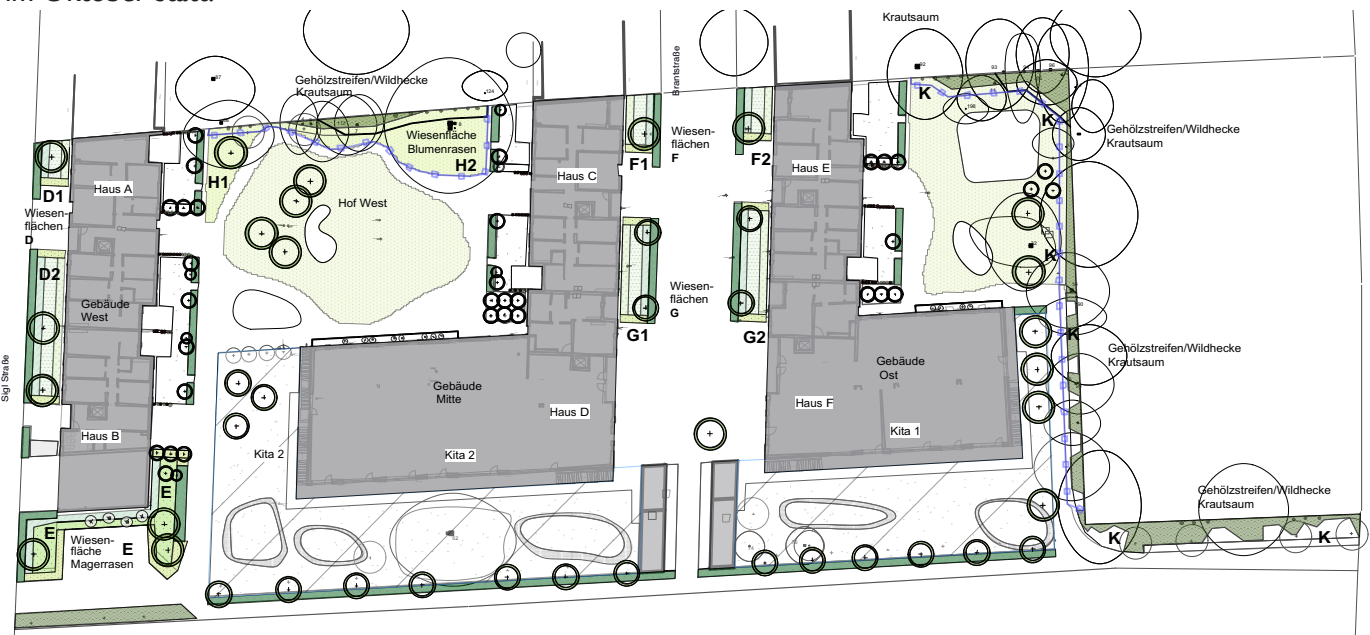 Krautsaum
K
Gehölzstreifen/Wildhecke
Krautsaum
Brantstraße
Wiesenfläche
Blumenrasen
H2
H1
Wiesen-
flächen
F
F1
F2
Gehölzstreifen/Wildhecke
Krautsaum
K
Haus A
Haus C
Haus E
D1
Wiesen-
flächen
D
D2
Hof West
K
Gebäude
West
Wiesen-
flächen
G
G1
G2
K
Gehölzstreifen/Wildhecke
Krautsaum
Sigl Straße
Gebäude
Mitte
Gebäude
Ost
Haus D
Haus F
Haus B
Kita 2
Kita 2
Kita 1
E
E
Wiesen-
fläche
Magerrasen
E
Gehölzstreifen/Wildhecke
Krautsaum
K
K